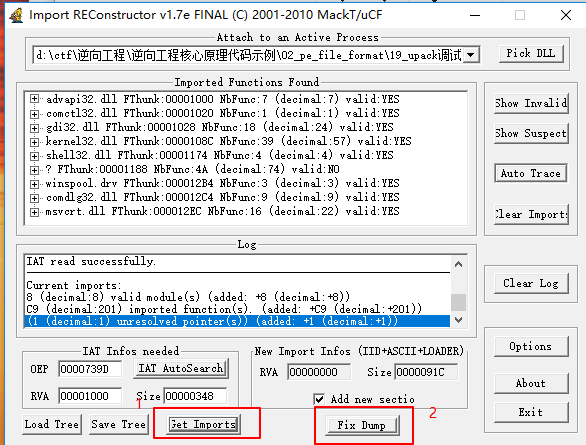 Import REConstructor v1.7e FINAL (C) 2001-2010 MackT/uCF
Attach to an Active Process
d:\ctf\逆向工程\逆向工程核心原理代码示例\02_pe_file_format\19_upack调试
Pick DLL
Imported Functions Found
advapi32.dll FThunk:00001000 NbFunc:7 (decimal:7) valid:YES
comctl32.dll FThunk:00001020 NbFunc:1 (decimal:1) valid:YES
gdi32.dll FThunk:00001028 NbFunc:18 (decimal:24) valid:YES
kernel32.dll FThunk:0000108C NbFunc:39 (decimal:57) valid:YES
shell32.dll FThunk:00001174 NbFunc:4 (decimal:4) valid:YES
? FThunk:00001188 NbFunc:4A (decimal:74) valid:NO
winspool.drv FThunk:000012B4 NbFunc:3 (decimal:3) valid:YES
comdlg32.dll FThunk:000012C4 NbFunc:9 (decimal:9) valid:YES
msvcrt.dll FThunk:000012EC NbFunc:16 (decimal:22) valid:YES
Show Invalid
Show Suspect
Auto Trace
Clear Imports
Log
IAT read successfully.
Current imports:
8 (decimal:8) valid module(s) (added: +8 (decimal:+8))
C9 (decimal:201) imported function(s). (added: +C9 (decimal:+201))
(1 (decimal:1) unresolved pointer(s)) (added: +1 (decimal:+1))
Clear Log
IAT Infos needed
OEP 0000739D IAT AutoSearch
RVA 00001000 Size 00000348
New Import Infos (IID+ASCII+LOADER)
RVA 00000000 Size 0000091C
Add new sectio
Options
About
Exit
1
2
Load Tree Save Tree Get Imports Fix Dump